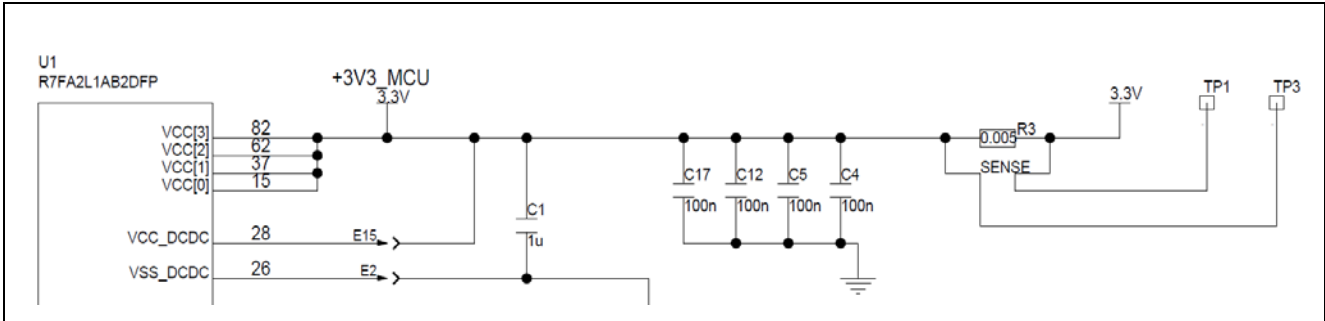 U1
R7FA2L1AB2DFP
+3V3_MCU
3.3V
3.3V
TP1
TP3
VCC[3] 82
VCC[2] 62
VCC[1] 37
VCC[0] 15
0.005 R3
SENSE
C17
100n
C12
100n
C5
100n
C4
100n
C1
1u
VCC_DCDC 28 E15
VSS_DCDC 26 E2